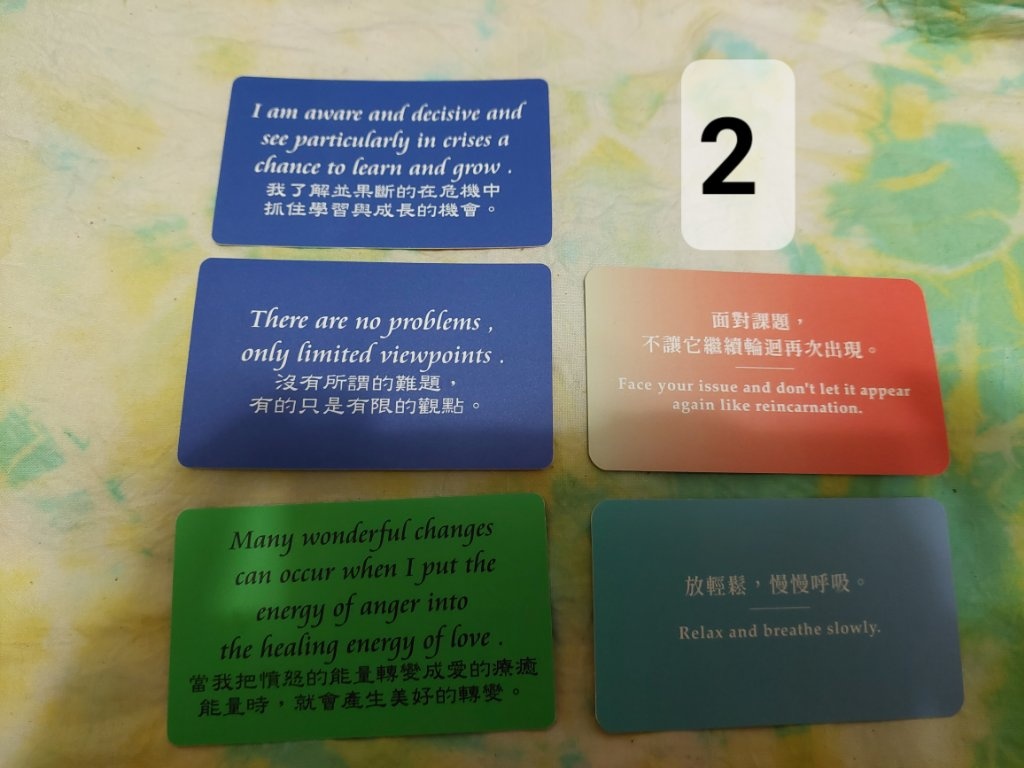 I am aware and decisive and
see particularly in crises a
chance to learn and grow .
我了解並果斷的在危機中
抓住學習與成長的機會。
2
There are no problems ,
only limited viewpoints .
沒有所謂的難題，
有的只是有限的觀點。
面對課題，
不讓它繼續輪迴再次出現。
Face your issue and don't let it appear
again like reincarnation.
Many wonderful changes
can occur when I put the
energy of anger into
the healing energy of love .
當我把憤怒的能量轉變成愛的療癒
能量時，就會產生美好的轉變。
放輕鬆，慢慢呼吸。
Relax and breathe slowly.